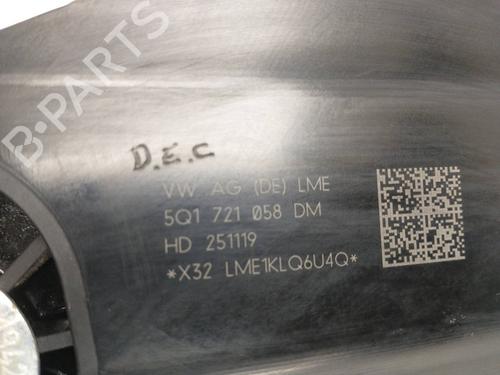 B-PARTS
D.E.C
VW AG (DE) LME
5Q1 721 058 DM
HD 251119
*X32 LME1KLQ6U4Q*